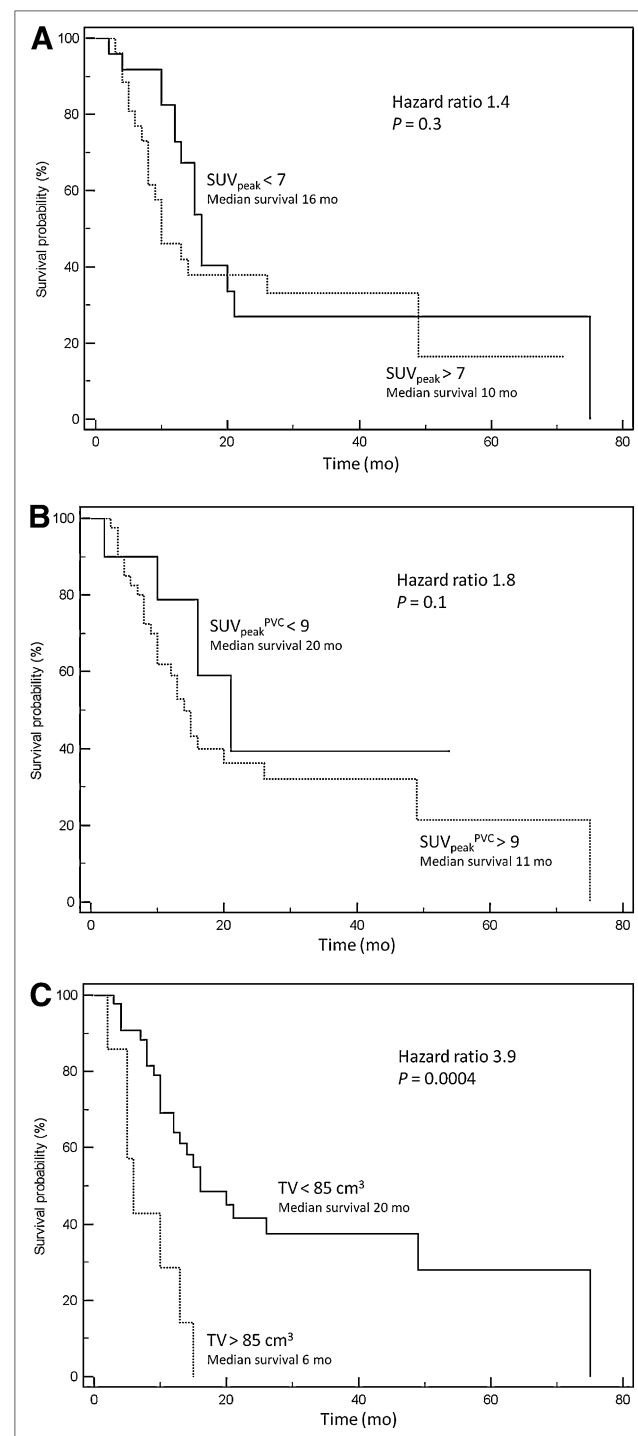 A
100
80
60
40
20
0
Survival probability (%)
Hazard ratio 1.4
P = 0.3
SUVpeak < 7
Median survival 16 mo
SUVpeak > 7
Median survival 10 mo
0 20 40 60 80
Time (mo)
B
100
80
60
40
20
0
Survival probability (%)
Hazard ratio 1.8
P = 0.1
SUVpeak^PVC < 9
Median survival 20 mo
SUVpeak^PVC > 9
Median survival 11 mo
0 20 40 60 80
Time (mo)
C
100
80
60
40
20
0
Survival probability (%)
Hazard ratio 3.9
P = 0.0004
TV < 85 cm³
Median survival 20 mo
TV > 85 cm³
Median survival 6 mo
0 20 40 60 80
Time (mo)